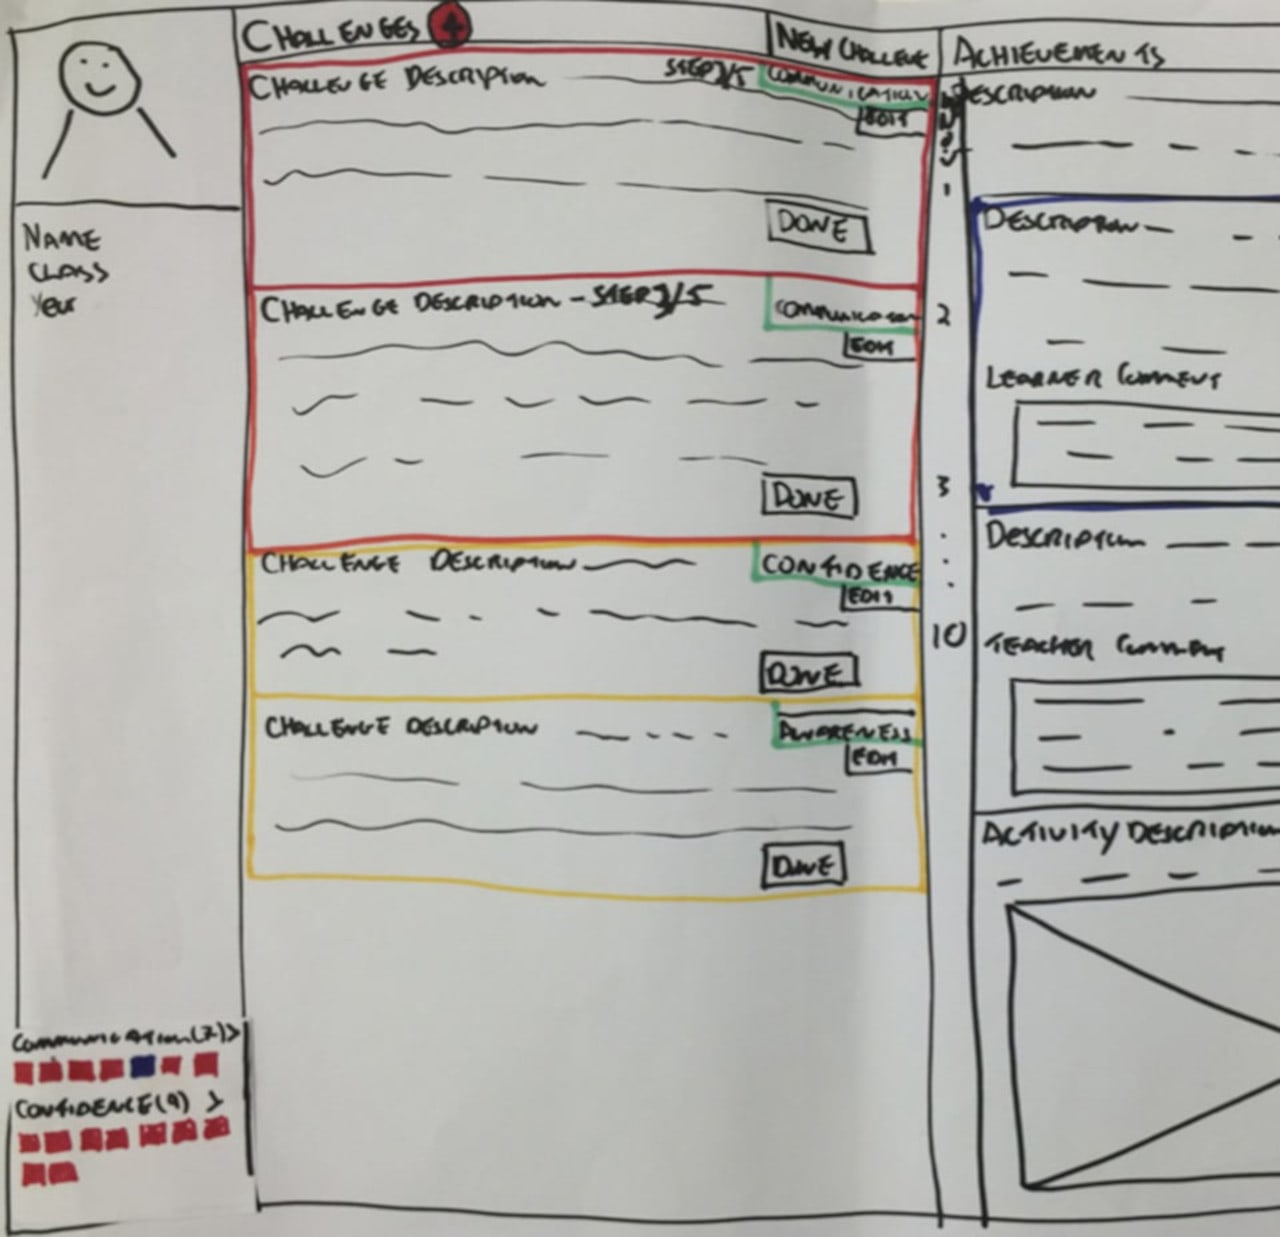 CHALLENGES 4
NEW CHALLENGE
ACHIEVEMENTS
NAME
CLASS
Year
CHALLENGE DESCRIPTION
STEP 2/5
COMMUNICATION
EDIT
DONE
CHALLENGE DESCRIPTION - STEP 3/5
COMMUNICATION
EDIT
DONE
CHALLENGE DESCRIPTION
CONFIDENCE
EDIT
DONE
CHALLENGE DESCRIPTION
AWARENESS
EDIT
DONE
1
2
3
10
DESCRIPTION
DESCRIPTION
LEARNER COMMENT
DESCRIPTION
TEACHER COMMENT
ACTIVITY DESCRIPTION
COMMUNICATION (7) >
CONFIDENCE (9) >